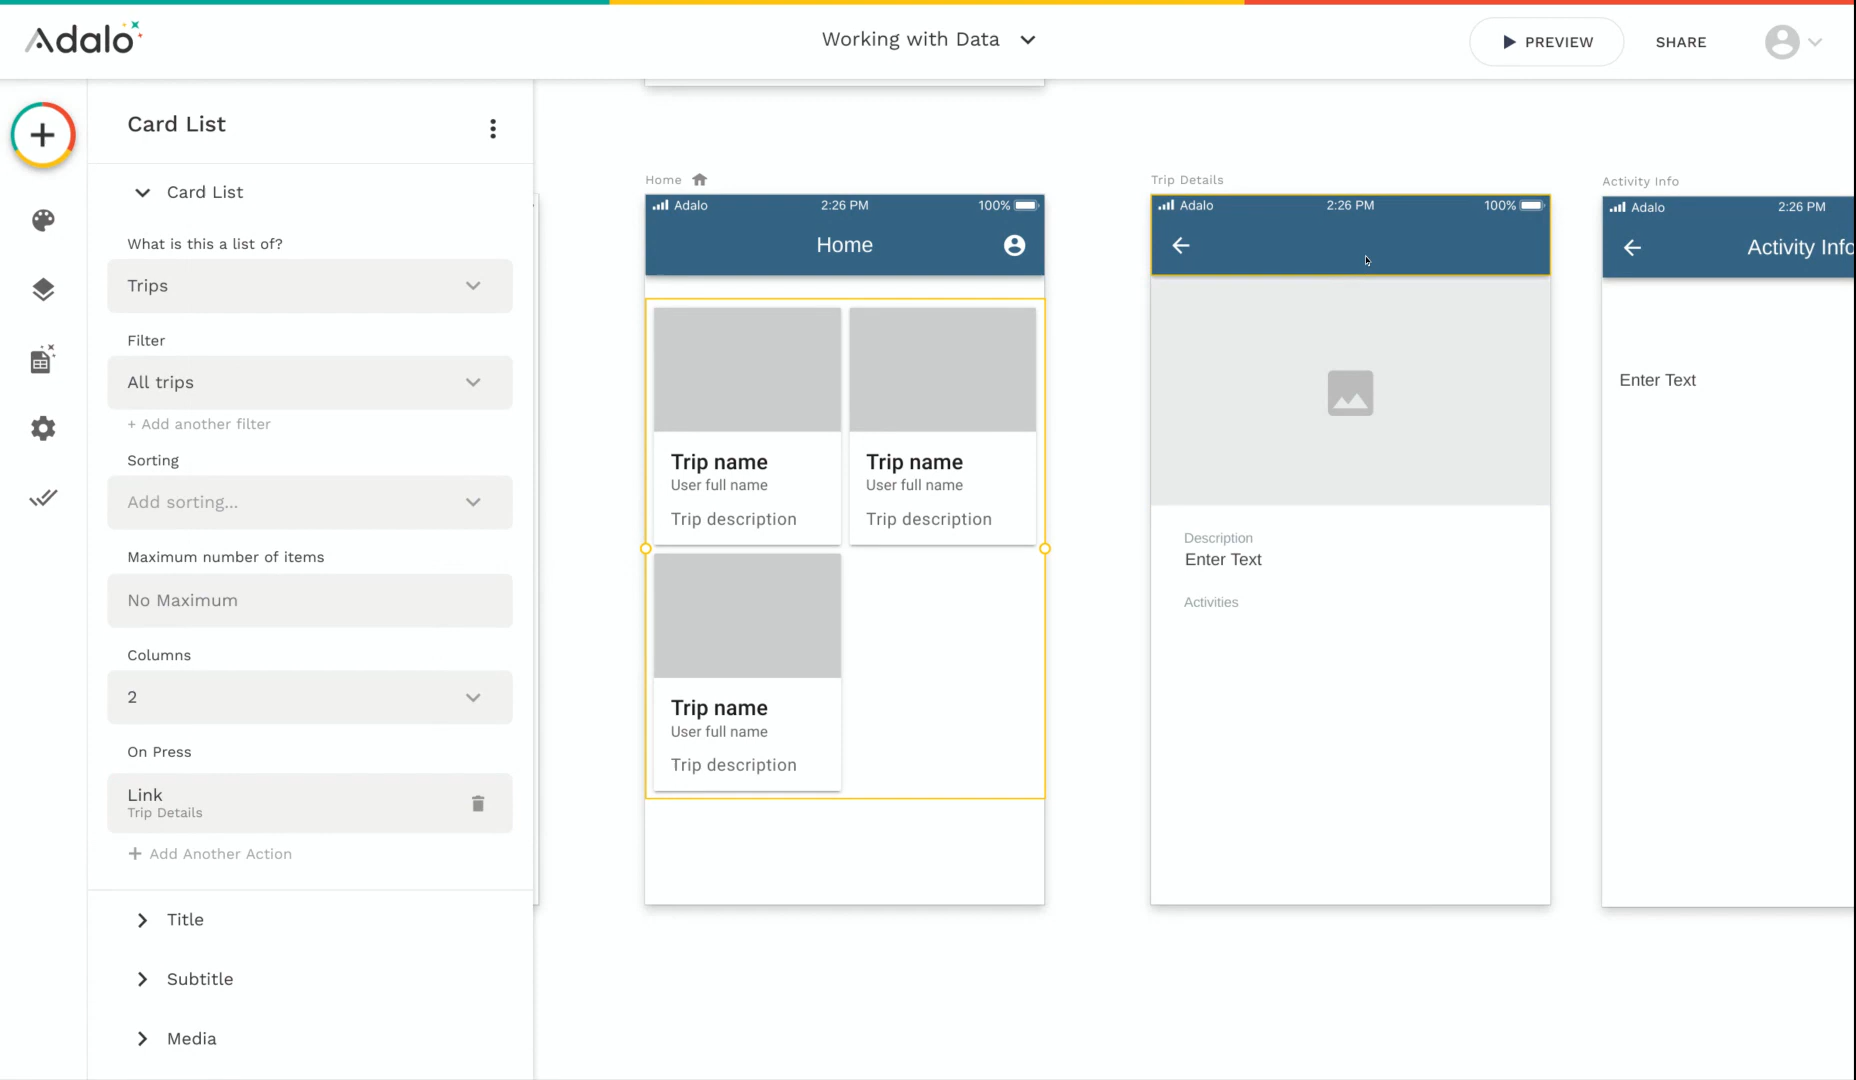 Adalo
Working with Data
PREVIEW
SHARE
Card List
Card List
What is this a list of?
Trips
Filter
All trips
+ Add another filter
Sorting
Add sorting...
Maximum number of items
No Maximum
Columns
2
On Press
Link
Trip Details
+ Add Another Action
Title
Subtitle
Media
Home
Adalo 2:26 PM 100%
Home
Trip name
User full name
Trip description
Trip name
User full name
Trip description
Trip name
User full name
Trip description
Trip Details
Adalo 2:26 PM 100%
Description
Enter Text
Activities
Activity Info
Adalo 2:26 PM
Activity Info
Enter Text